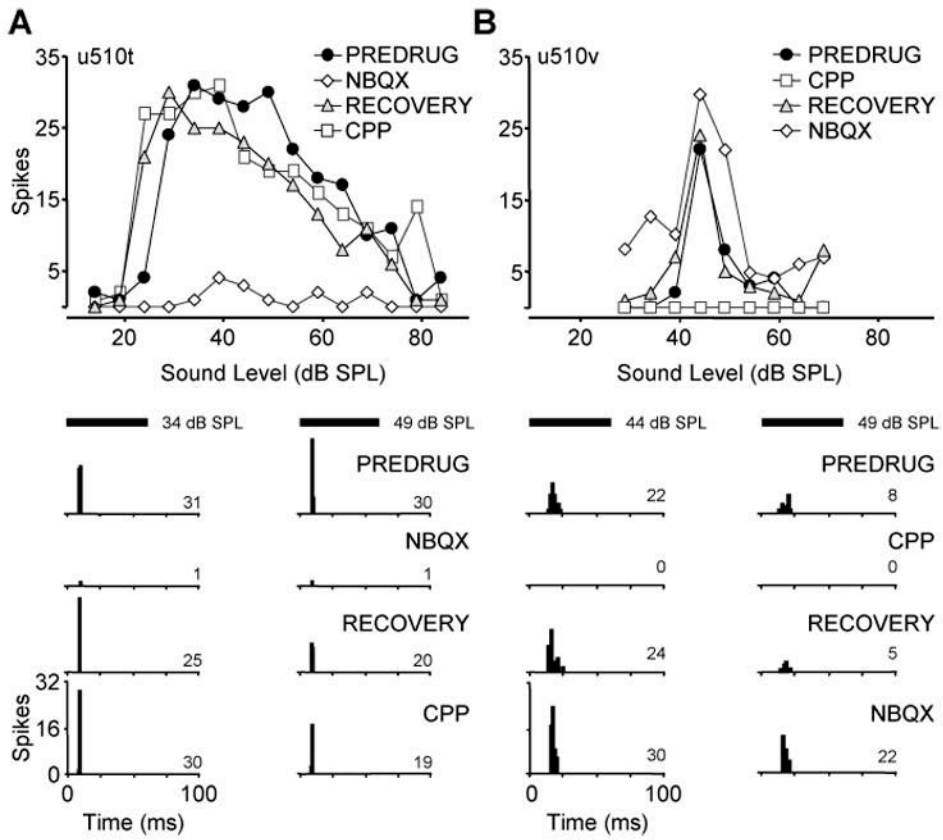 A
B
u510t
PREDRUG
NBQX
RECOVERY
CPP
35
25
15
5
Spikes
20 40 60 80
Sound Level (dB SPL)
u510v
PREDRUG
CPP
RECOVERY
NBQX
35
25
15
5
20 40 60 80
Sound Level (dB SPL)
34 dB SPL 49 dB SPL
PREDRUG
31 30
NBQX
1 1
RECOVERY
25 20
CPP
30 19
32
16
0
Spikes
0 100
Time (ms)
44 dB SPL 49 dB SPL
PREDRUG
22 8
CPP
0 0
RECOVERY
24 5
NBQX
30 22
0 100
Time (ms)